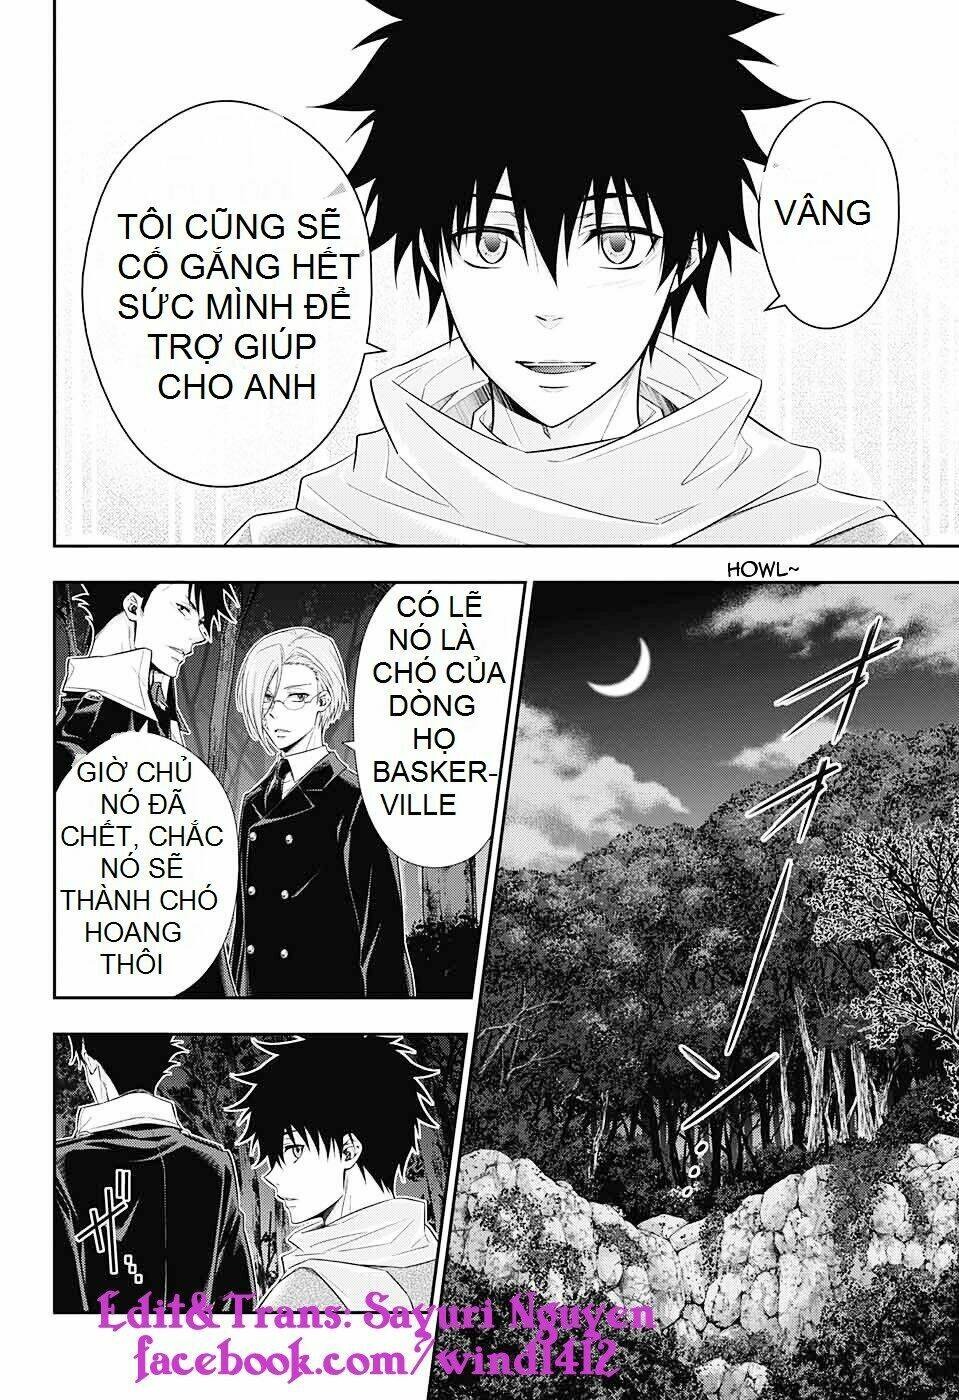 VÂNG
TÔI CŨNG SẼ
CỐ GẮNG HẾT
SỨC MÌNH ĐỂ
TRỢ GIÚP
CHO ANH
HOWL~
CÓ LẼ
NÓ LÀ
CHÓ CỦA
DÒNG
HỌ
BASKER-
VILLE
GIỜ CHỦ
NÓ ĐÃ
CHẾT, CHẮC
NÓ SẼ
THÀNH CHÓ
HOANG
THÔI
Edit& Trans: Sayuri Nguyen
facebook.com/wind1412